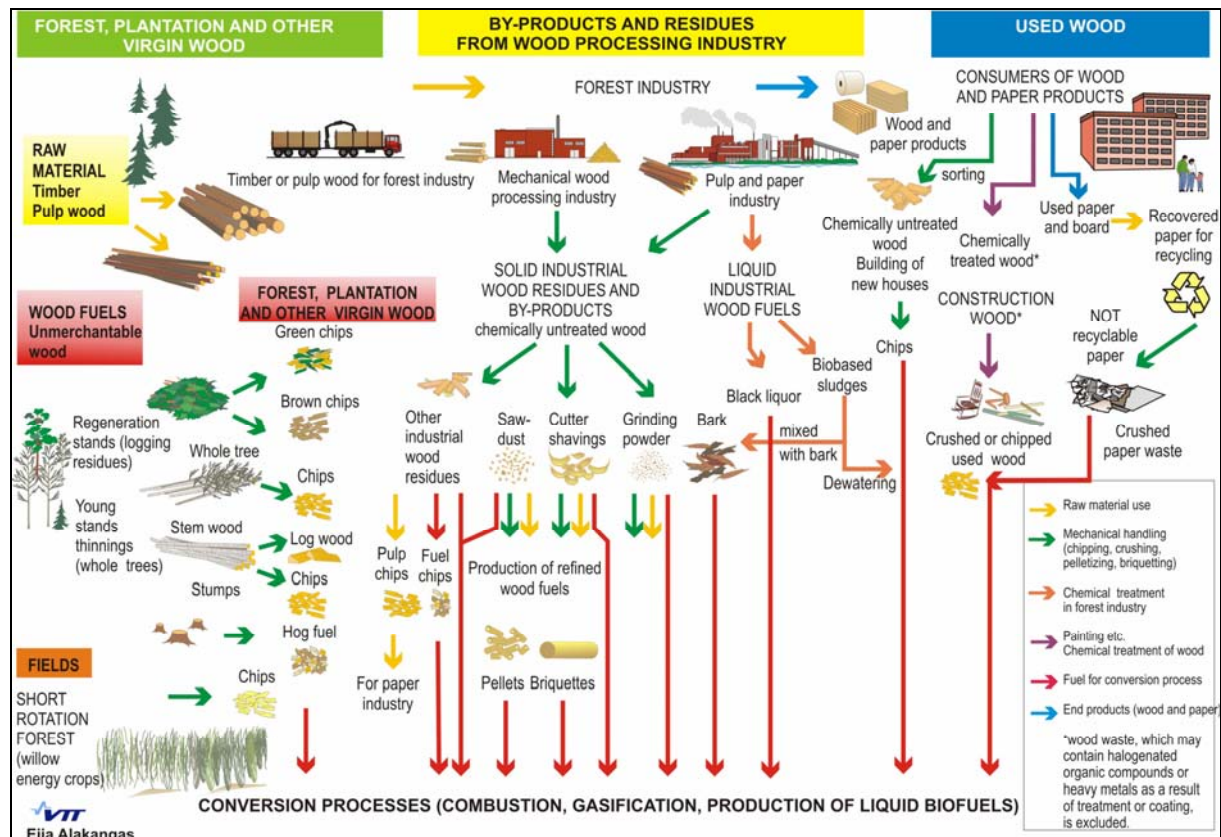 FOREST, PLANTATION AND OTHER
VIRGIN WOOD
BY-PRODUCTS AND RESIDUES
FROM WOOD PROCESSING INDUSTRY
USED WOOD
RAW
MATERIAL
Timber
Pulp wood
Timber or pulp wood for forest industry
FOREST INDUSTRY
Mechanical wood
processing industry
Pulp and paper
industry
Wood and
paper products
CONSUMERS OF WOOD
AND PAPER PRODUCTS
sorting
Chemically untreated
wood
Building of
new houses
Chemically
treated wood*
Used paper
and board
Recovered
paper for
recycling
WOOD FUELS
Unmerchantable
wood
FOREST, PLANTATION
AND OTHER VIRGIN WOOD
SOLID INDUSTRIAL
WOOD RESIDUES AND
BY-PRODUCTS
chemically untreated wood
LIQUID
INDUSTRIAL
WOOD FUELS
CONSTRUCTION
WOOD*
NOT
recyclable
paper
Green chips
Brown chips
Regeneration
stands (logging
residues)
Whole tree
Chips
Young
stands
thinnings
(whole trees)
Stem wood
Log wood
Chips
Stumps
Hog fuel
Other
industrial
wood
residues
Saw-
dust
Cutter
shavings
Grinding
powder
Bark
Black liquor
Biobased
sludges
mixed
with bark
Dewatering
Chips
Crushed or chipped
used wood
Crushed
paper waste
Pulp
chips
Fuel
chips
Production of refined
wood fuels
For paper
industry
Pellets
Briquettes
FIELDS
Chips
SHORT
ROTATION
FOREST
(willow
energy crops)
Raw material use
Mechanical handling
(chipping, crushing,
pelletizing, briquetting)
Chemical treatment
in forest industry
Painting etc.
Chemical treatment of wood
Fuel for conversion process
End products (wood and paper)
*wood waste, which may
contain halogenated
organic compounds or
heavy metals as a result
of treatment or coating,
is excluded.
CONVERSION PROCESSES (COMBUSTION, GASIFICATION, PRODUCTION OF LIQUID BIOFUELS)
VTT
Eija Alakangas